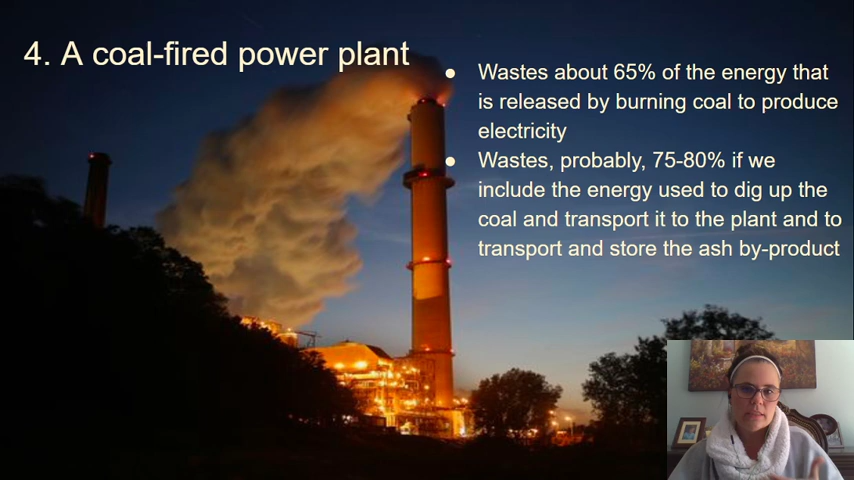 4. A coal-fired power plant
● Wastes about 65% of the energy that
is released by burning coal to produce
electricity
● Wastes, probably, 75-80% if we
include the energy used to dig up the
coal and transport it to the plant and to
transport and store the ash by-product